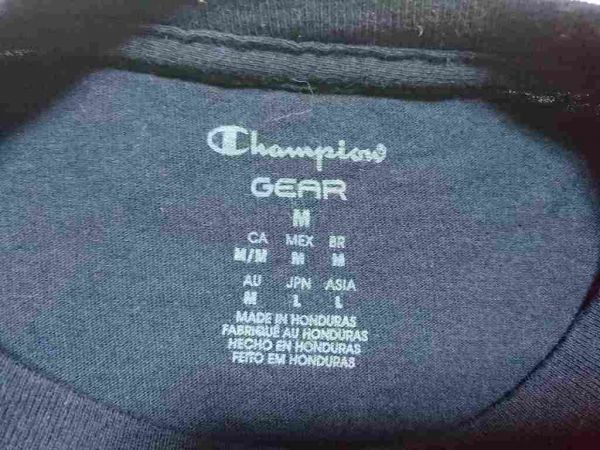 Champion
GEAR
M
CA MEX BR
M/M M M
AU JPN ASIA
M L L
MADE IN HONDURAS
FABRIQUÉ AU HONDURAS
HECHO EN HONDURAS
FEITO EM HONDURAS